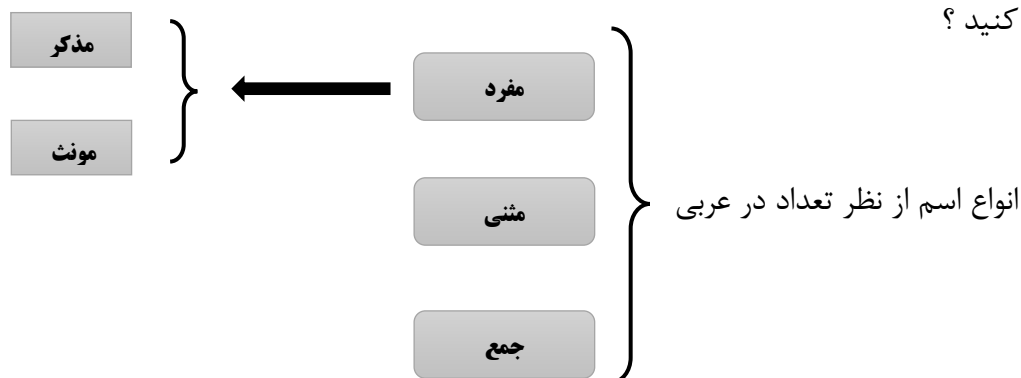 کنید ؟
انواع اسم از نظر تعداد در عربی
مفرد
مثنی
جمع
مذکر
مونث